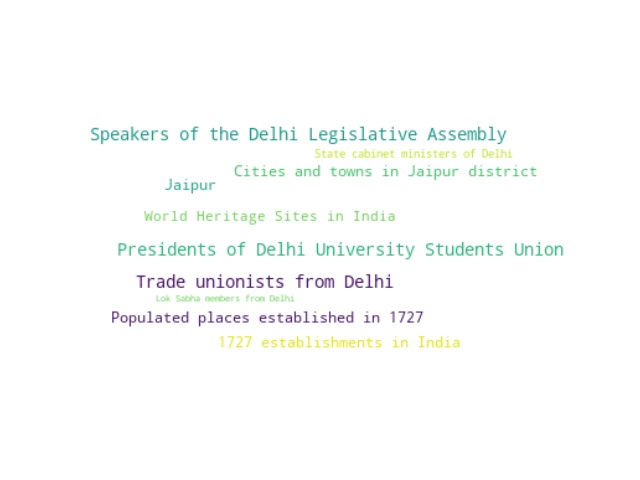 Speakers of the Delhi Legislative Assembly
State cabinet ministers of Delhi
Cities and towns in Jaipur district
Jaipur
World Heritage Sites in India
Presidents of Delhi University Students Union
Trade unionists from Delhi
Lok Sabha members from Delhi
Populated places established in 1727
1727 establishments in India